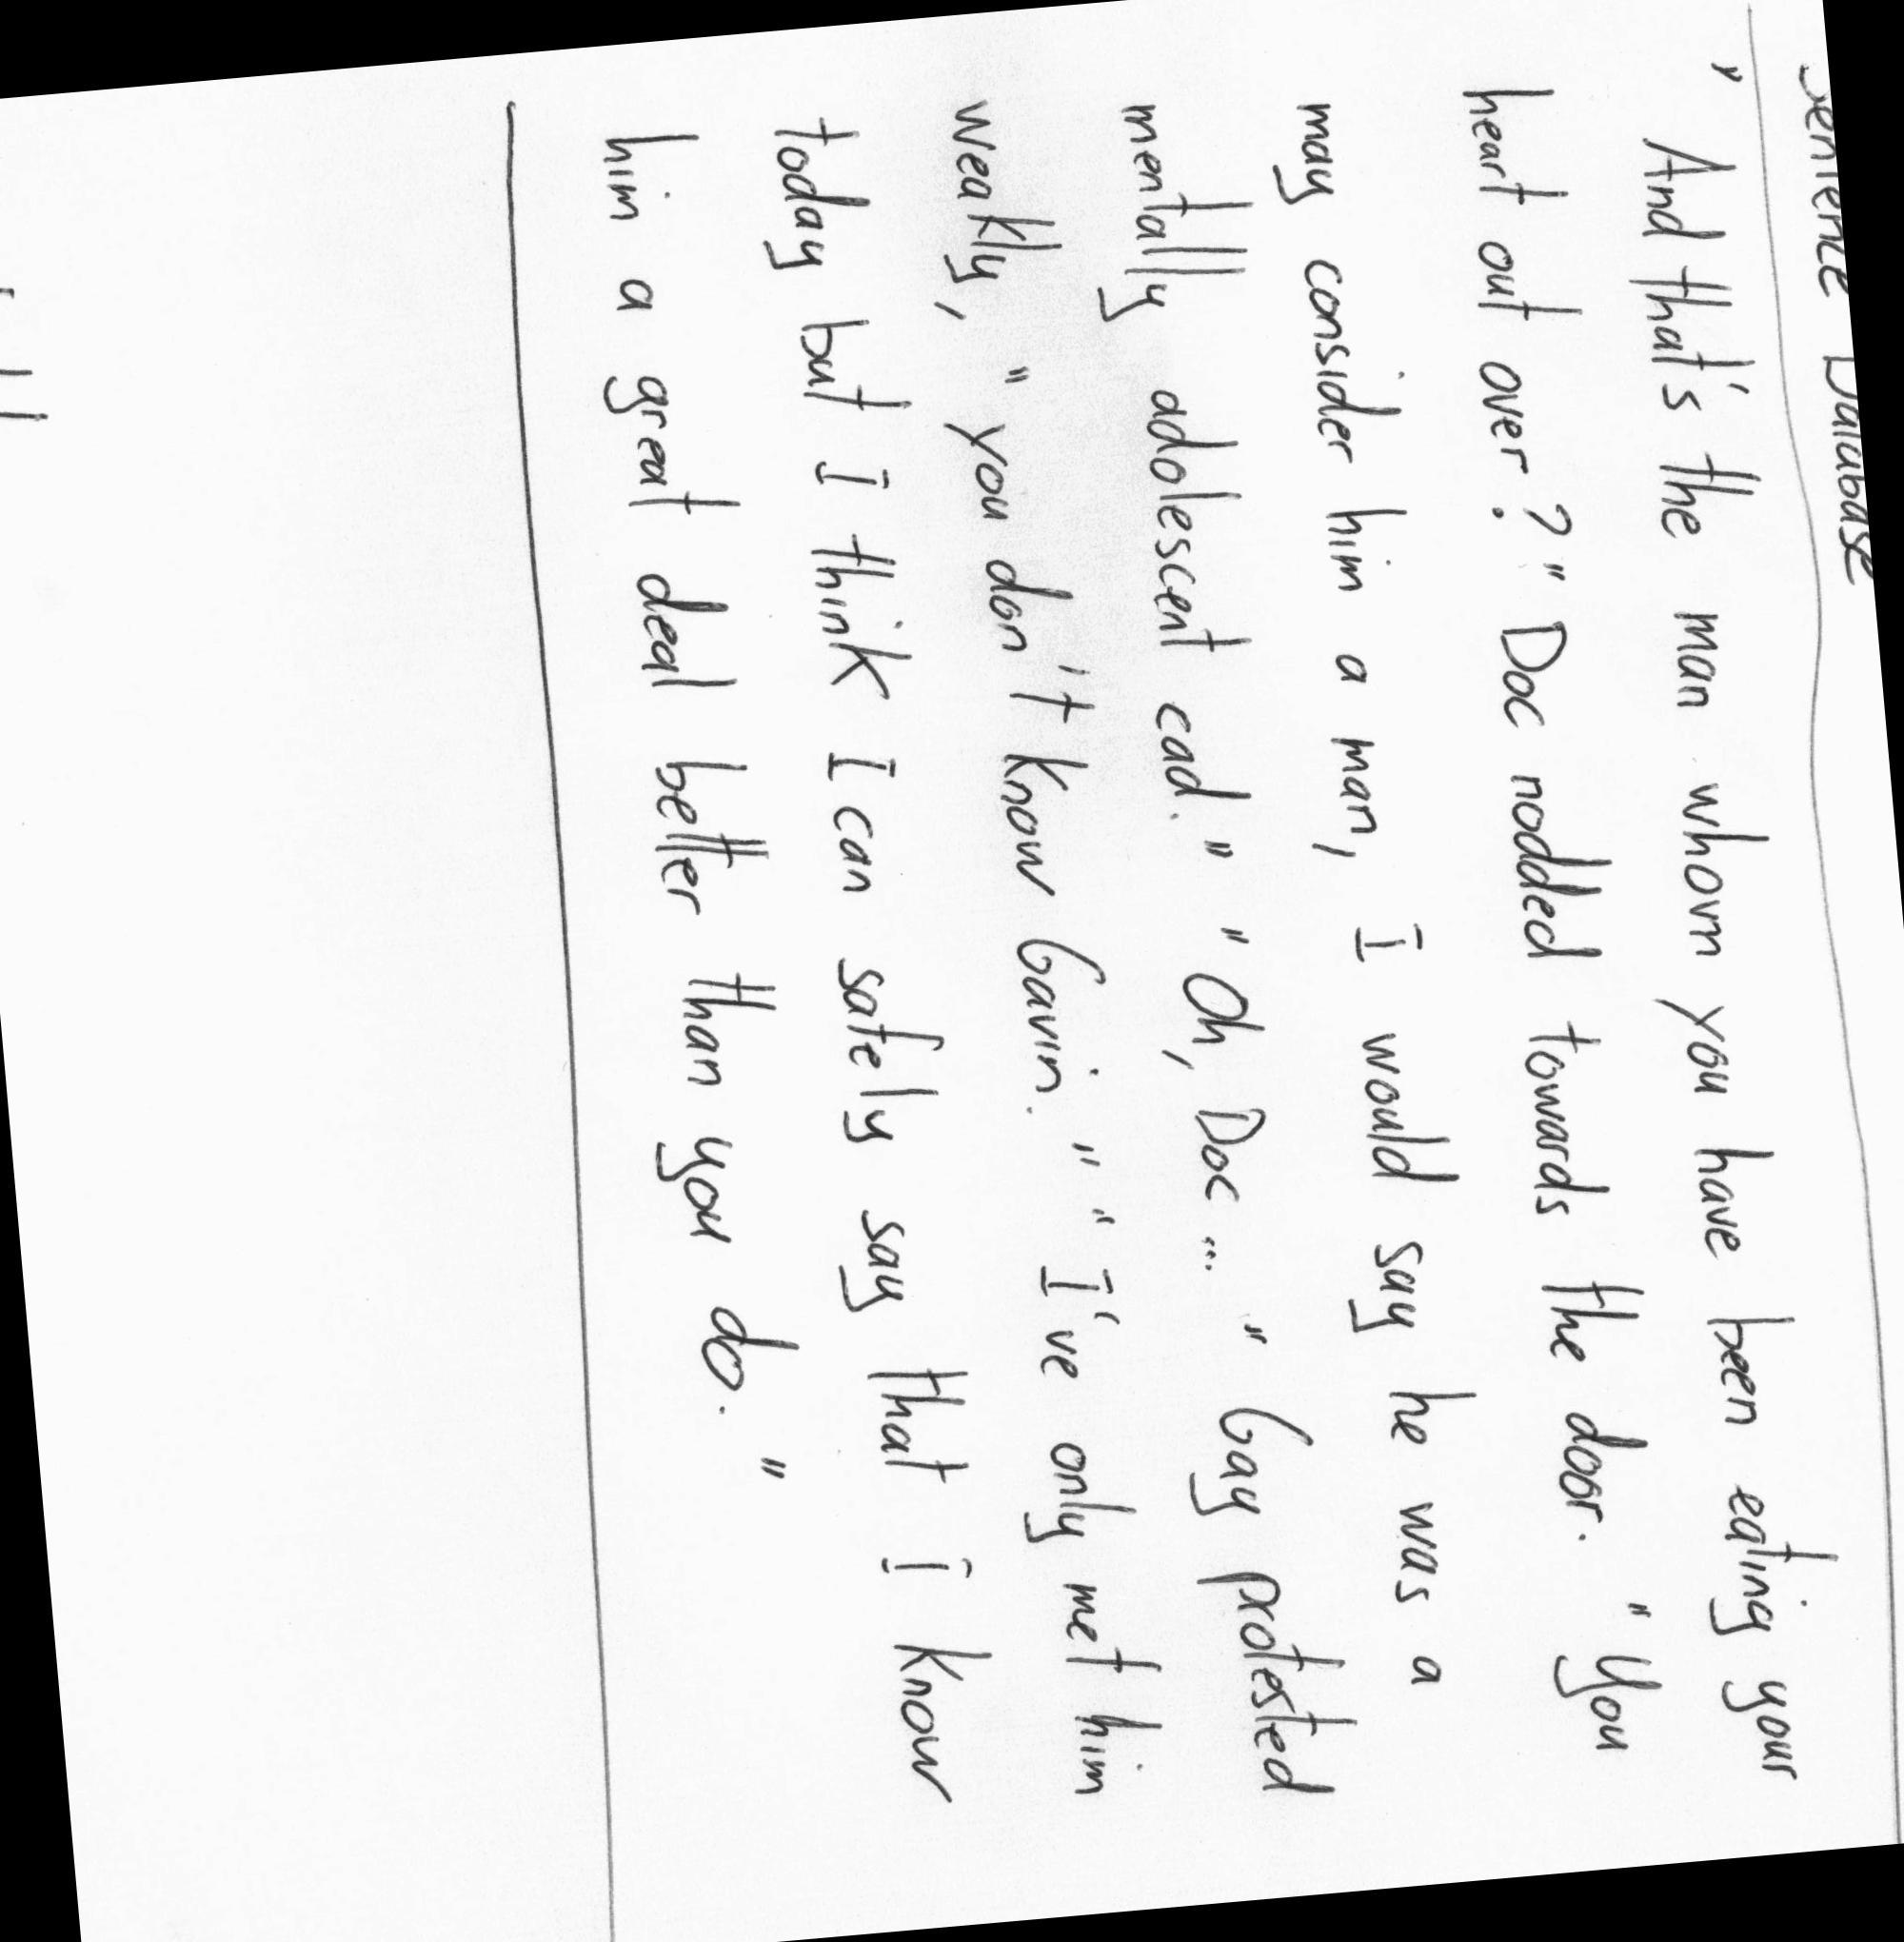 Sentence Database
" And that's the man whom you have been eating your
heart out over? " Doc nodded towards the door. " You
may consider him a man, I would say he was a
mentally adolescent cad. " " Oh, Doc ... " Gay protested
weakly, " you don't know Gavin. " " I've only met him
today but I think I can safely say that I know
him a great deal better than you do. "